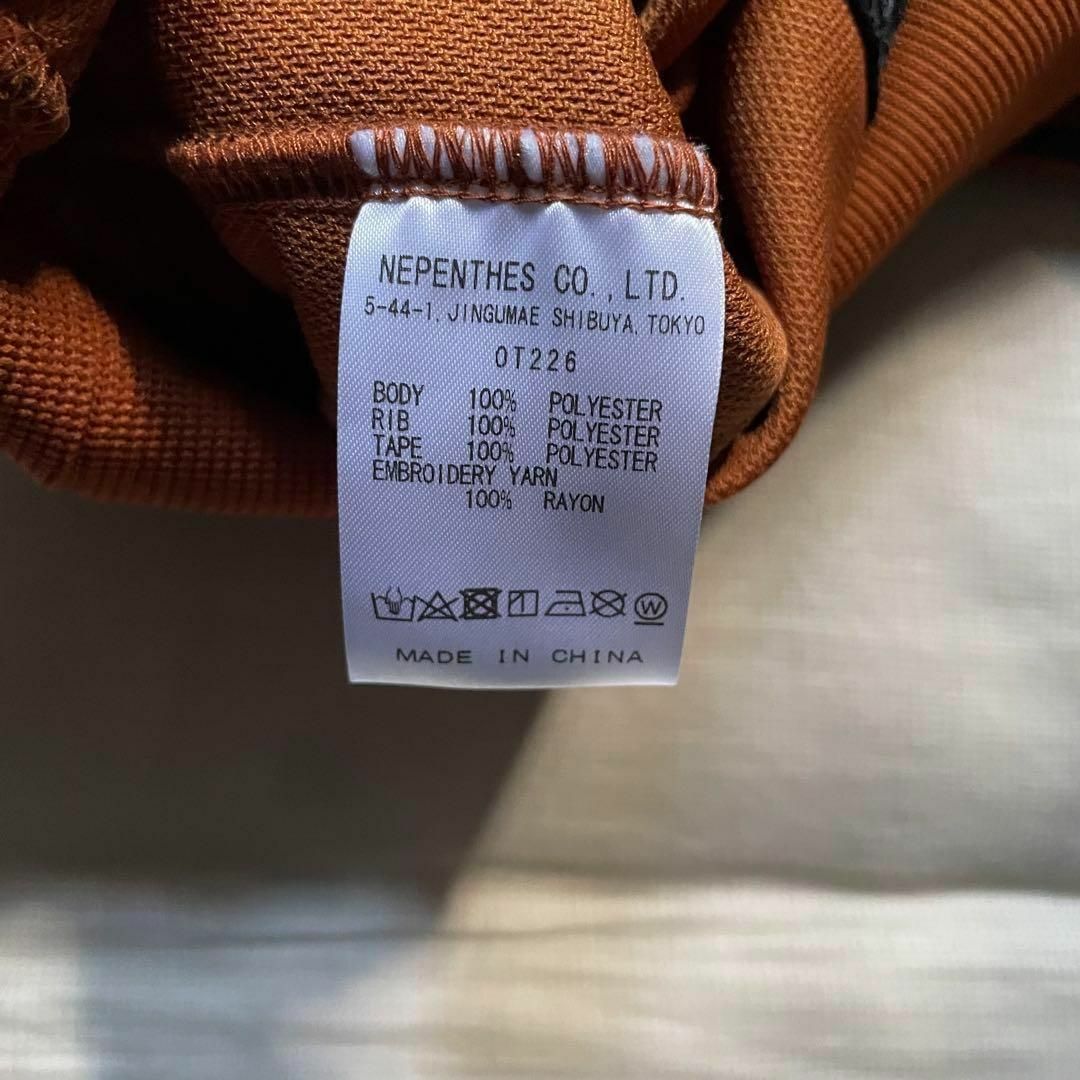 NEPENTHES CO., LTD.
5-44-1, JINGUMAE SHIBUYA, TOKYO
OT226
BODY 100% POLYESTER
RIB 100% POLYESTER
TAPE 100% POLYESTER
EMBROIDERY YARN
100% RAYON
W
MADE IN CHINA